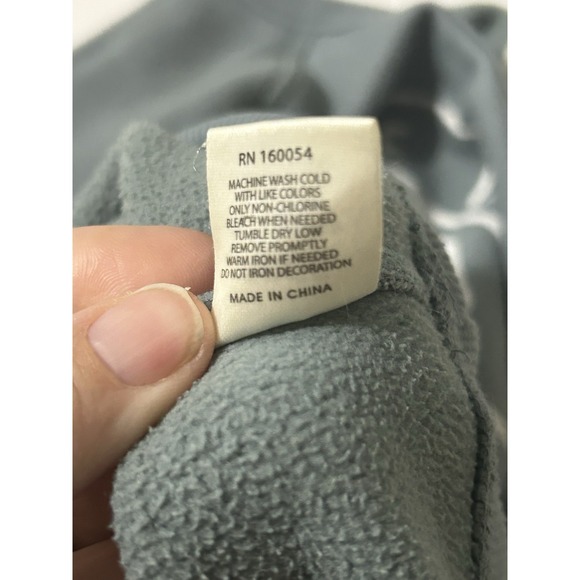 RN 160054
MACHINE WASH COLD
WITH LIKE COLORS
ONLY NON-CHLORINE
BLEACH WHEN NEEDED
TUMBLE DRY LOW
REMOVE PROMPTLY
WARM IRON IF NEEDED
DO NOT IRON DECORATION
MADE IN CHINA